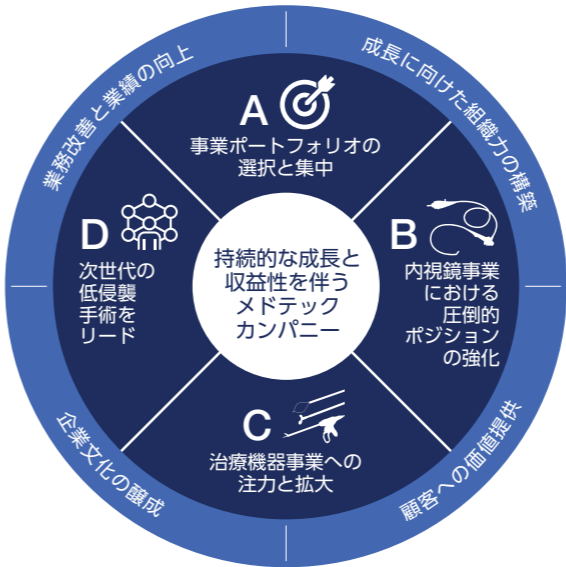 業務改善と業績の向上
成長に向けた組織力の構築
A
事業ポートフォリオの
選択と集中
D
次世代の
低侵襲
手術を
リード
持続的な成長と
収益性を伴う
メドテック
カンパニー
B
内視鏡事業
における
圧倒的
ポジション
の強化
C
治療機器事業への
注力と拡大
企業文化の醸成
顧客への価値提供